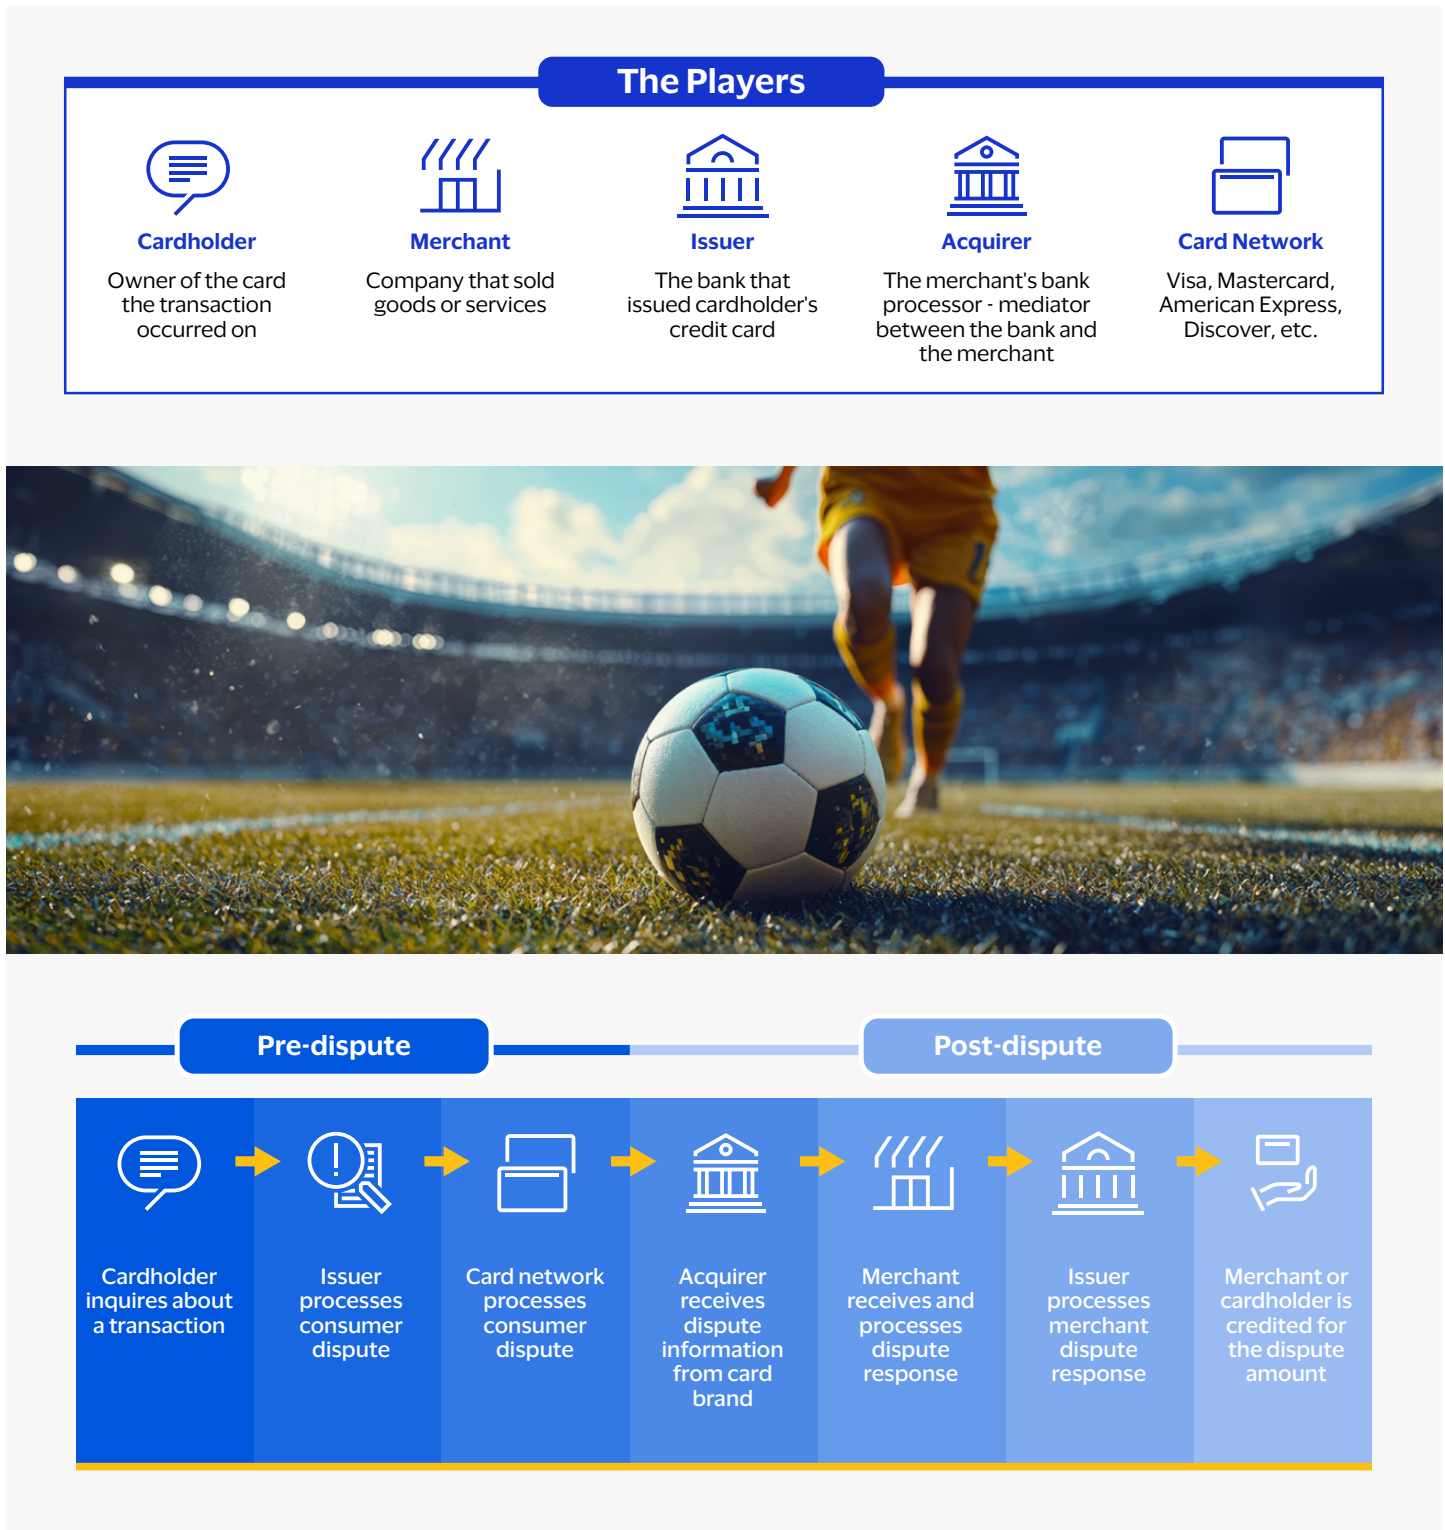 The Players
Cardholder
Owner of the card
the transaction
occurred on
Merchant
Company that sold
goods or services
Issuer
The bank that
issued cardholder's
credit card
Acquirer
The merchant's bank
processor - mediator
between the bank and
the merchant
Card Network
Visa, Mastercard,
American Express,
Discover, etc.
Pre-dispute
Post-dispute
Cardholder
inquires about
a transaction
Issuer
processes
consumer
dispute
Card network
processes
consumer
dispute
Acquirer
receives
dispute
information
from card
brand
Merchant
receives and
processes
dispute
response
Issuer
processes
merchant
dispute
response
Merchant or
cardholder is
credited for
the dispute
amount